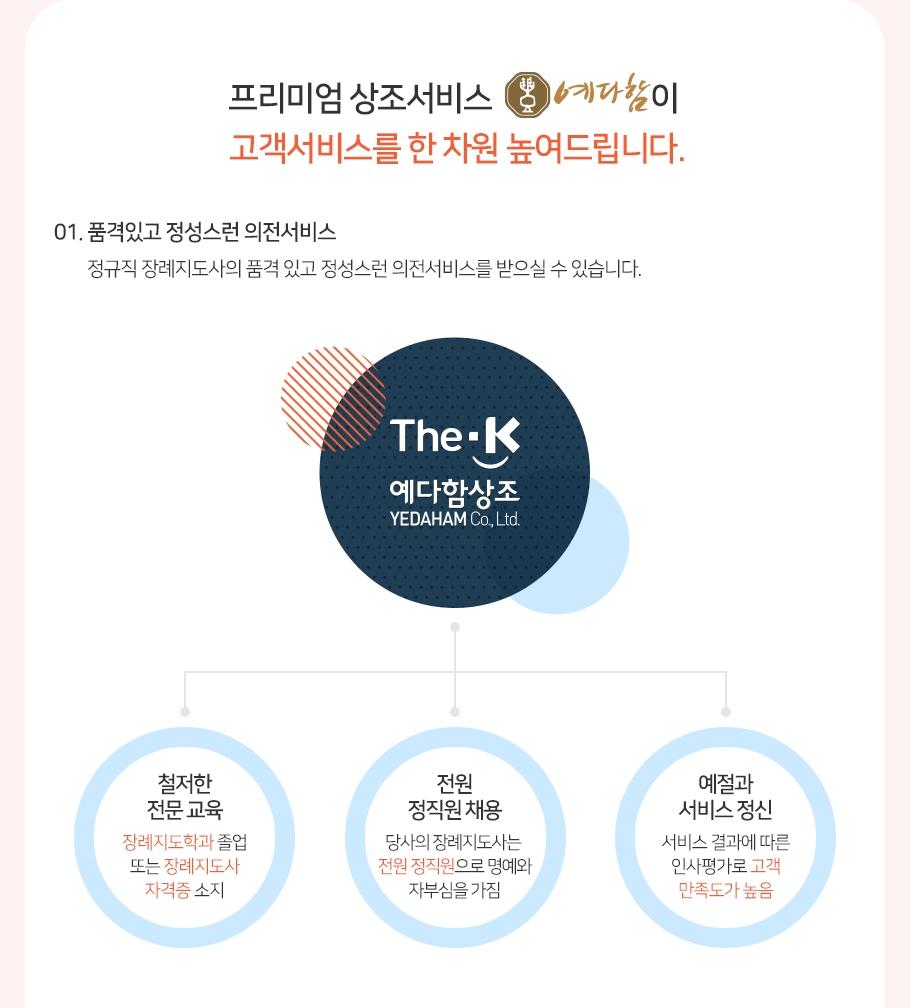 프리미엄 상조서비스 예다함이
고객서비스를 한 차원 높여드립니다.
01. 품격있고 정성스런 의전서비스
정규직 장례지도사의 품격 있고 정성스런 의전서비스를 받으실 수 있습니다.
The·K
예다함상조
YEDAHAM Co., Ltd.
철저한
전문 교육
장례지도학과 졸업
또는 장례지도사
자격증 소지
전원
정직원 채용
당사의 장례지도사는
전원 정직원으로 명예와
자부심을 가짐
예절과
서비스 정신
서비스 결과에 따른
인사평가로 고객
만족도가 높음